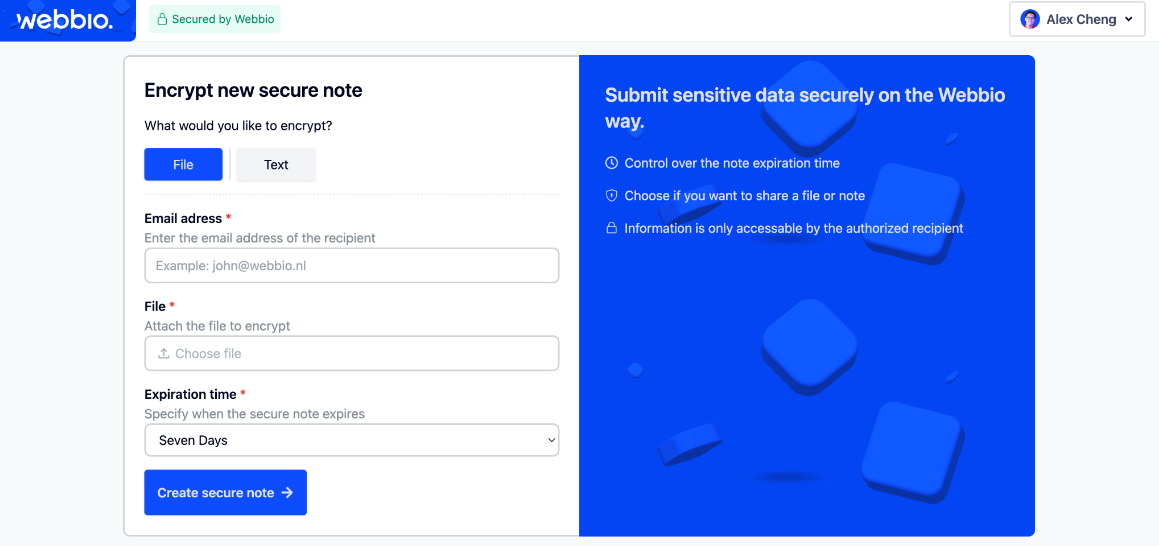 webbio.
Secured by Webbio
Alex Cheng
Encrypt new secure note
What would you like to encrypt?
File
Text
Email adress *
Enter the email address of the recipient
Example: john@webbio.nl
File *
Attach the file to encrypt
Choose file
Expiration time *
Specify when the secure note expires
Seven Days
Create secure note
Submit sensitive data securely on the Webbio
way.
Control over the note expiration time
Choose if you want to share a file or note
Information is only accessable by the authorized recipient